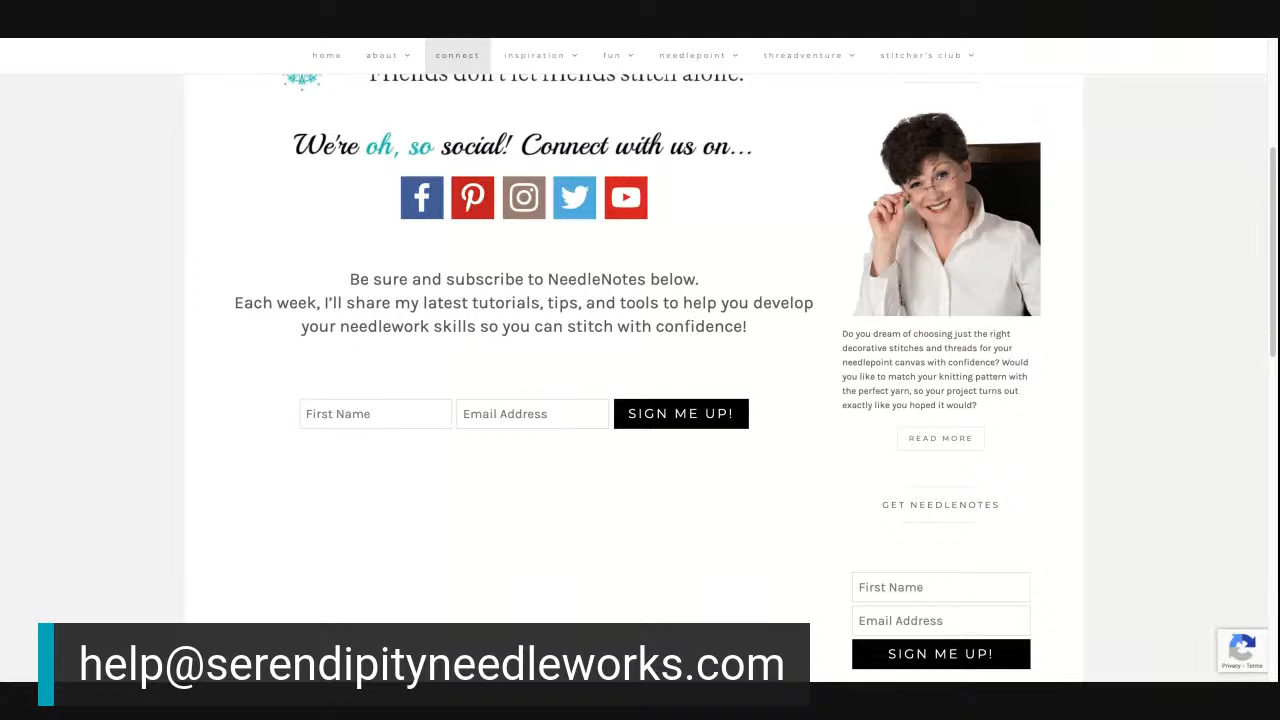 home about connect inspiration fun needlepoint threadventure stitcher's club
Friends don't let friends stitch alone.
We're oh, so social! Connect with us on...
Be sure and subscribe to NeedleNotes below.
Each week, I'll share my latest tutorials, tips, and tools to help you develop
your needlework skills so you can stitch with confidence!
First Name Email Address SIGN ME UP!
Do you dream of choosing just the right
decorative stitches and threads for your
needlepoint canvas with confidence? Would
you like to match your knitting pattern with
the perfect yarn, so your project turns out
exactly like you hoped it would?
READ MORE
GET NEEDLENOTES
First Name
Email Address
SIGN ME UP!
Privacy - Terms
help@serendipityneedleworks.com